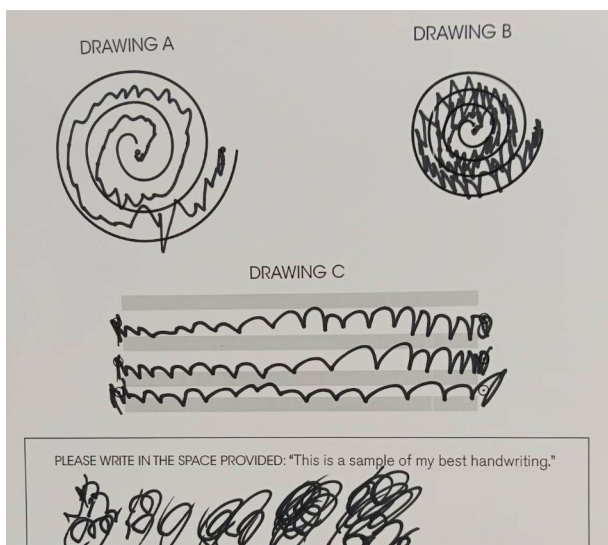 DRAWING A
DRAWING B
DRAWING C
PLEASE WRITE IN THE SPACE PROVIDED: "This is a sample of my best handwriting."